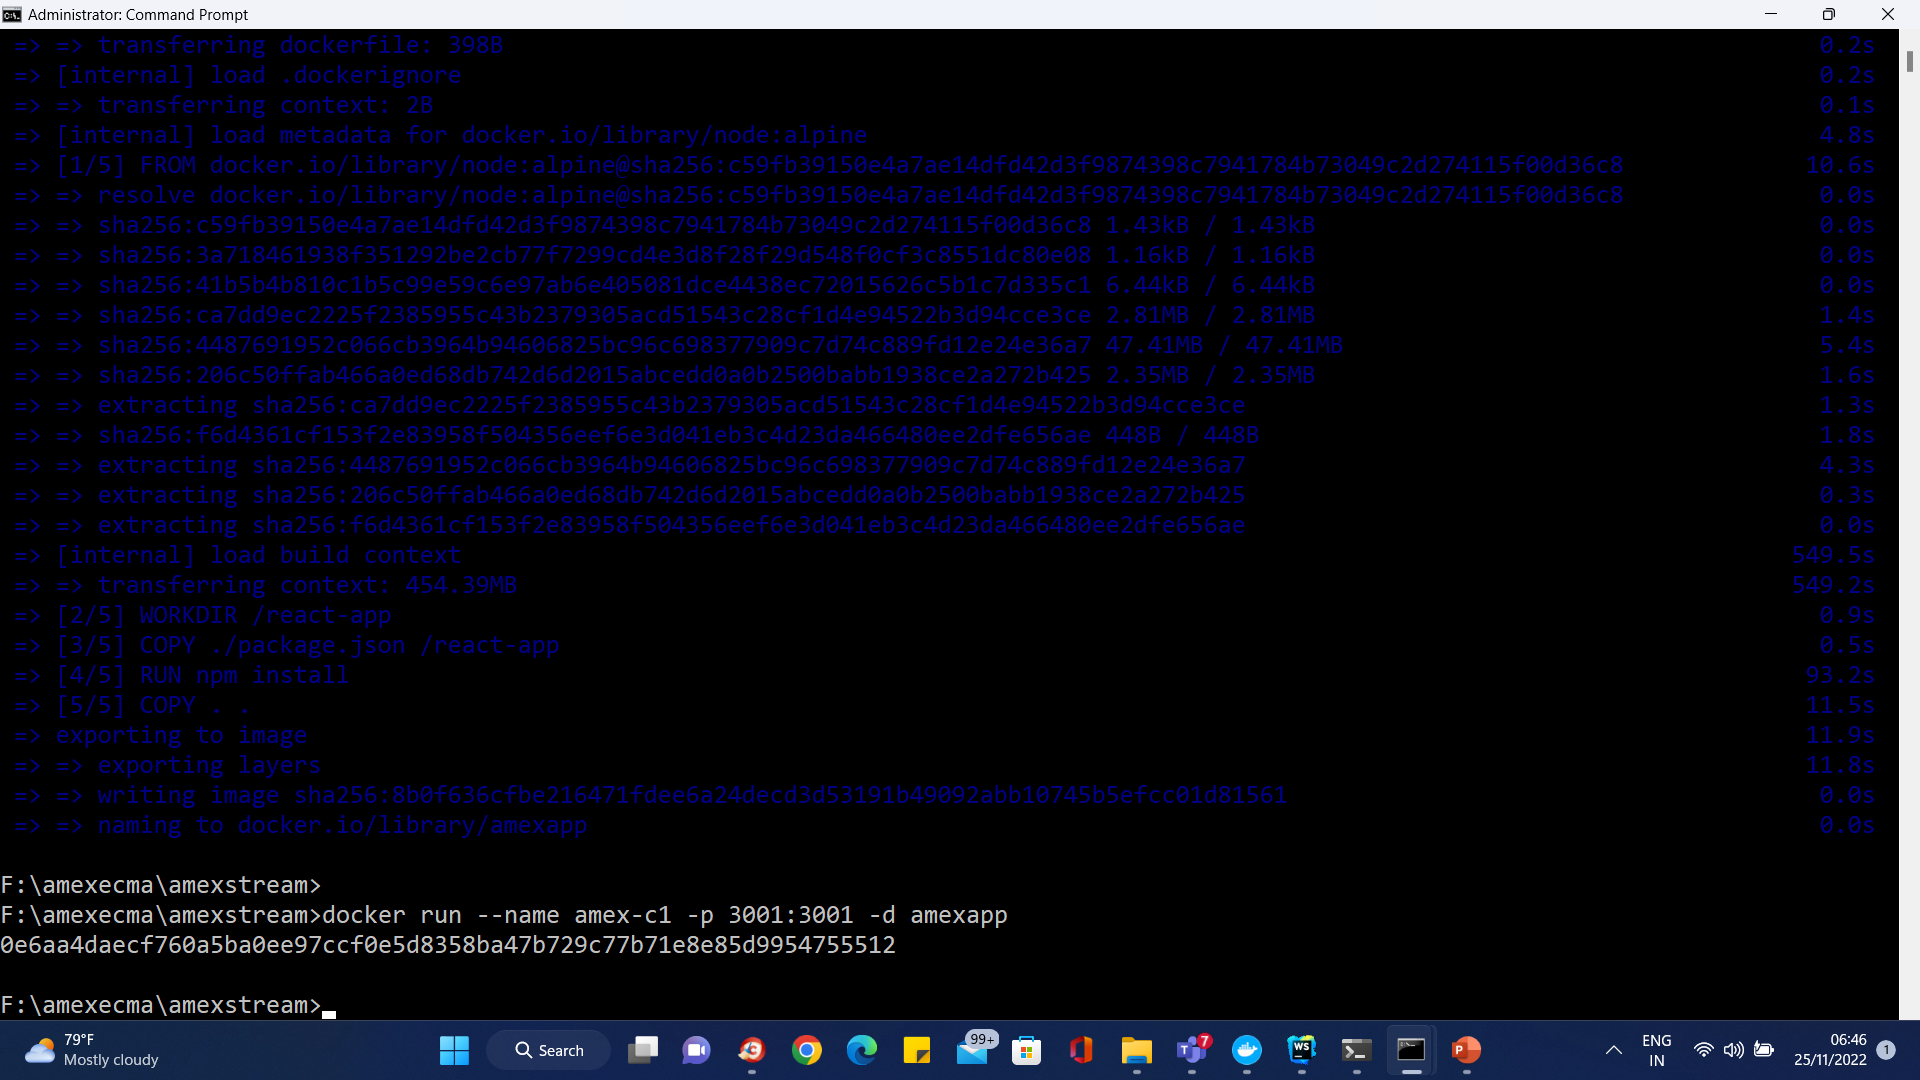 Administrator: Command Prompt
=> => transferring dockerfile: 398B 0.2s
=> [internal] load .dockerignore 0.2s
=> => transferring context: 2B 0.1s
=> [internal] load metadata for docker.io/library/node:alpine 4.8s
=> [1/5] FROM docker.io/library/node:alpine@sha256:c59fb39150e4a7ae14dfd42d3f9874398c7941784b73049c2d274115f00d36c8 10.6s
=> => resolve docker.io/library/node:alpine@sha256:c59fb39150e4a7ae14dfd42d3f9874398c7941784b73049c2d274115f00d36c8 0.0s
=> => sha256:c59fb39150e4a7ae14dfd42d3f9874398c7941784b73049c2d274115f00d36c8 1.43kB / 1.43kB 0.0s
=> => sha256:3a718461938f351292be2cb77f7299cd4e3d8f28f29d548f0cf3c8551dc80e08 1.16kB / 1.16kB 0.0s
=> => sha256:41b5b4b810c1b5c99e59c6e97ab6e405081dce4438ec72015626c5b1c7d335c1 6.44kB / 6.44kB 0.0s
=> => sha256:ca7dd9ec2225f2385955c43b2379305acd51543c28cf1d4e94522b3d94cce3ce 2.81MB / 2.81MB 1.4s
=> => sha256:4487691952c066cb3964b94606825bc96c698377909c7d74c889fd12e24e36a7 47.41MB / 47.41MB 5.4s
=> => sha256:206c50ffab466a0ed68db742d6d2015abcedd0a0b2500babb1938ce2a272b425 2.35MB / 2.35MB 1.6s
=> => extracting sha256:ca7dd9ec2225f2385955c43b2379305acd51543c28cf1d4e94522b3d94cce3ce 1.3s
=> => sha256:f6d4361cf153f2e83958f504356eef6e3d041eb3c4d23da466480ee2dfe656ae 448B / 448B 1.8s
=> => extracting sha256:4487691952c066cb3964b94606825bc96c698377909c7d74c889fd12e24e36a7 4.3s
=> => extracting sha256:206c50ffab466a0ed68db742d6d2015abcedd0a0b2500babb1938ce2a272b425 0.3s
=> => extracting sha256:f6d4361cf153f2e83958f504356eef6e3d041eb3c4d23da466480ee2dfe656ae 0.0s
=> [internal] load build context 549.5s
=> => transferring context: 454.39MB 549.2s
=> [2/5] WORKDIR /react-app 0.9s
=> [3/5] COPY ./package.json /react-app 0.5s
=> [4/5] RUN npm install 93.2s
=> [5/5] COPY . . 11.5s
=> exporting to image 11.9s
=> => exporting layers 11.8s
=> => writing image sha256:8b0f636cfbe216471fdee6a24decd3d53191b49092abb10745b5efcc01d81561 0.0s
=> => naming to docker.io/library/amexapp 0.0s
F:\amexecma\amexstream>
F:\amexecma\amexstream>docker run --name amex-c1 -p 3001:3001 -d amexapp
0e6aa4daecf760a5ba0ee97ccf0e5d8358ba47b729c77b71e8e85d9954755512
F:\amexecma\amexstream>
79°F
Mostly cloudy
Search
99+
7
WS
ENG
IN
06:46
25/11/2022
1